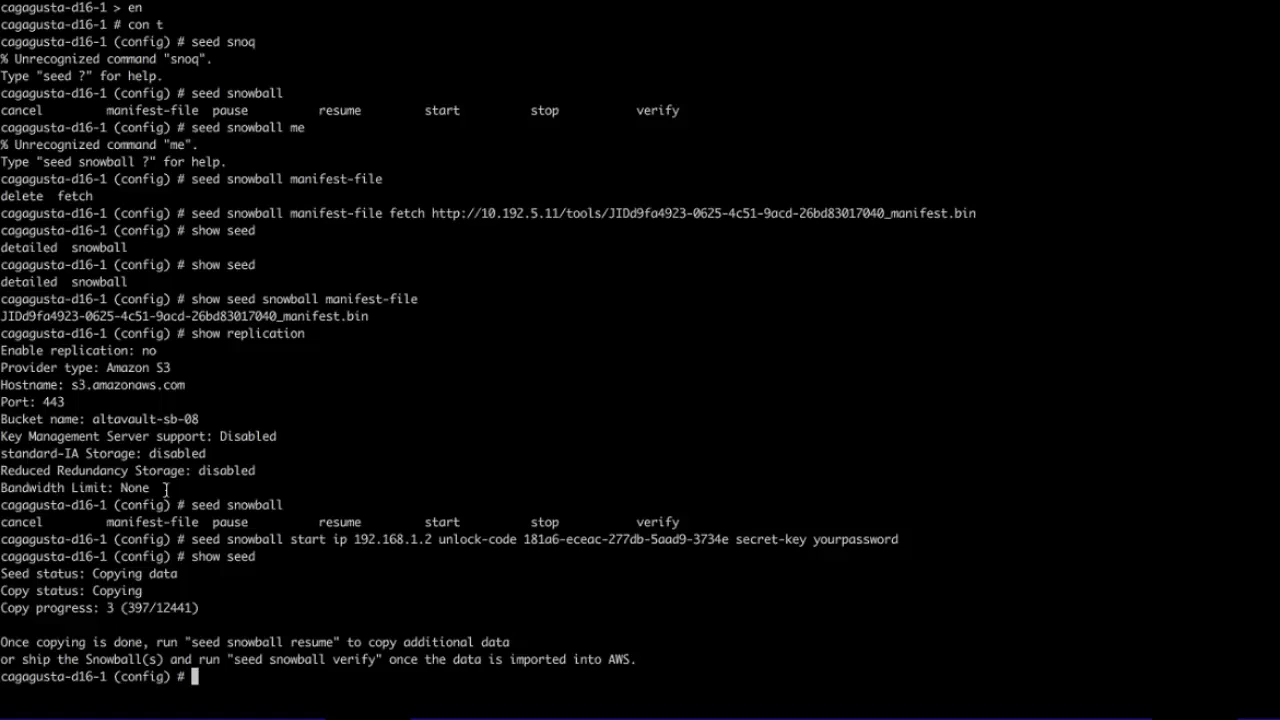 cagagusta-d16-1 > en
cagagusta-d16-1 # con t
cagagusta-d16-1 (config) # seed snoq
% Unrecognized command "snoq".
Type "seed ?" for help.
cagagusta-d16-1 (config) # seed snowball
cancel manifest-file pause resume start stop verify
cagagusta-d16-1 (config) # seed snowball me
% Unrecognized command "me".
Type "seed snowball ?" for help.
cagagusta-d16-1 (config) # seed snowball manifest-file
delete fetch
cagagusta-d16-1 (config) # seed snowball manifest-file fetch http://10.192.5.11/tools/JIDd9fa4923-0625-4c51-9acd-26bd83017040_manifest.bin
cagagusta-d16-1 (config) # show seed
detailed snowball
cagagusta-d16-1 (config) # show seed
detailed snowball
cagagusta-d16-1 (config) # show seed snowball manifest-file
JIDd9fa4923-0625-4c51-9acd-26bd83017040_manifest.bin
cagagusta-d16-1 (config) # show replication
Enable replication: no
Provider type: Amazon S3
Hostname: s3.amazonaws.com
Port: 443
Bucket name: altavault-sb-08
Key Management Server support: Disabled
standard-IA Storage: disabled
Reduced Redundancy Storage: disabled
Bandwidth Limit: None
cagagusta-d16-1 (config) # seed snowball
cancel manifest-file pause resume start stop verify
cagagusta-d16-1 (config) # seed snowball start ip 192.168.1.2 unlock-code 181a6-eceac-277db-5aad9-3734e secret-key yourpassword
cagagusta-d16-1 (config) # show seed
Seed status: Copying data
Copy status: Copying
Copy progress: 3 (397/12441)
Once copying is done, run "seed snowball resume" to copy additional data
or ship the Snowball(s) and run "seed snowball verify" once the data is imported into AWS.
cagagusta-d16-1 (config) #